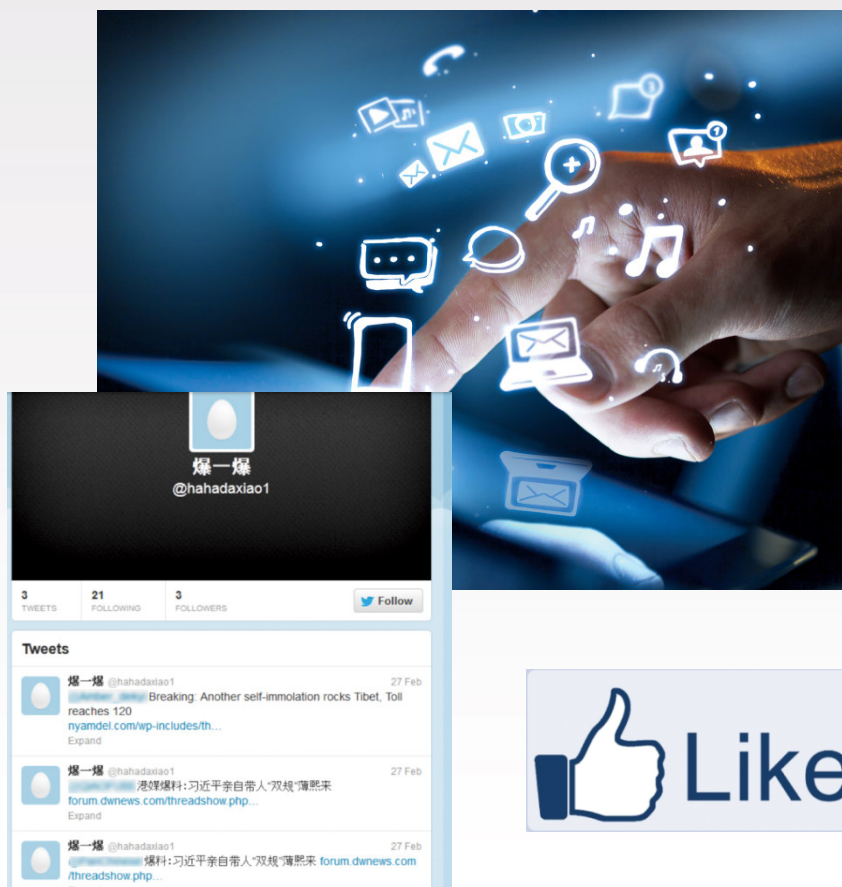 3
1
爆一爆
@hahadaxiao1
3
TWEETS
21
FOLLOWING
3
FOLLOWERS
Follow
Tweets
爆一爆 @hahadaxiao1 27 Feb
Breaking: Another self-immolation rocks Tibet, Toll
reaches 120
nyamdel.com/wp-includes/th…
Expand
爆一爆 @hahadaxiao1 27 Feb
港媒爆料:习近平亲自带人"双规"薄熙来
forum.dwnews.com/threadshow.php…
Expand
爆一爆 @hahadaxiao1 27 Feb
爆料:习近平亲自带人"双规"薄熙来 forum.dwnews.com
/threadshow.php…
Like